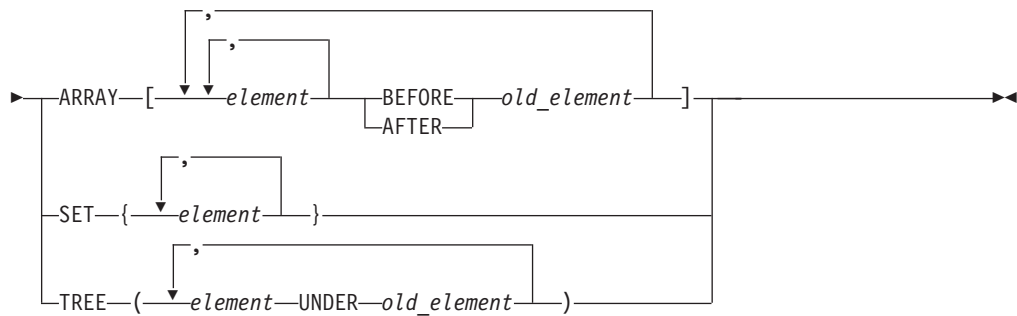 ,
,
ARRAY [ element BEFORE old_element ]
AFTER
,
SET { element }
,
TREE ( element UNDER old_element )